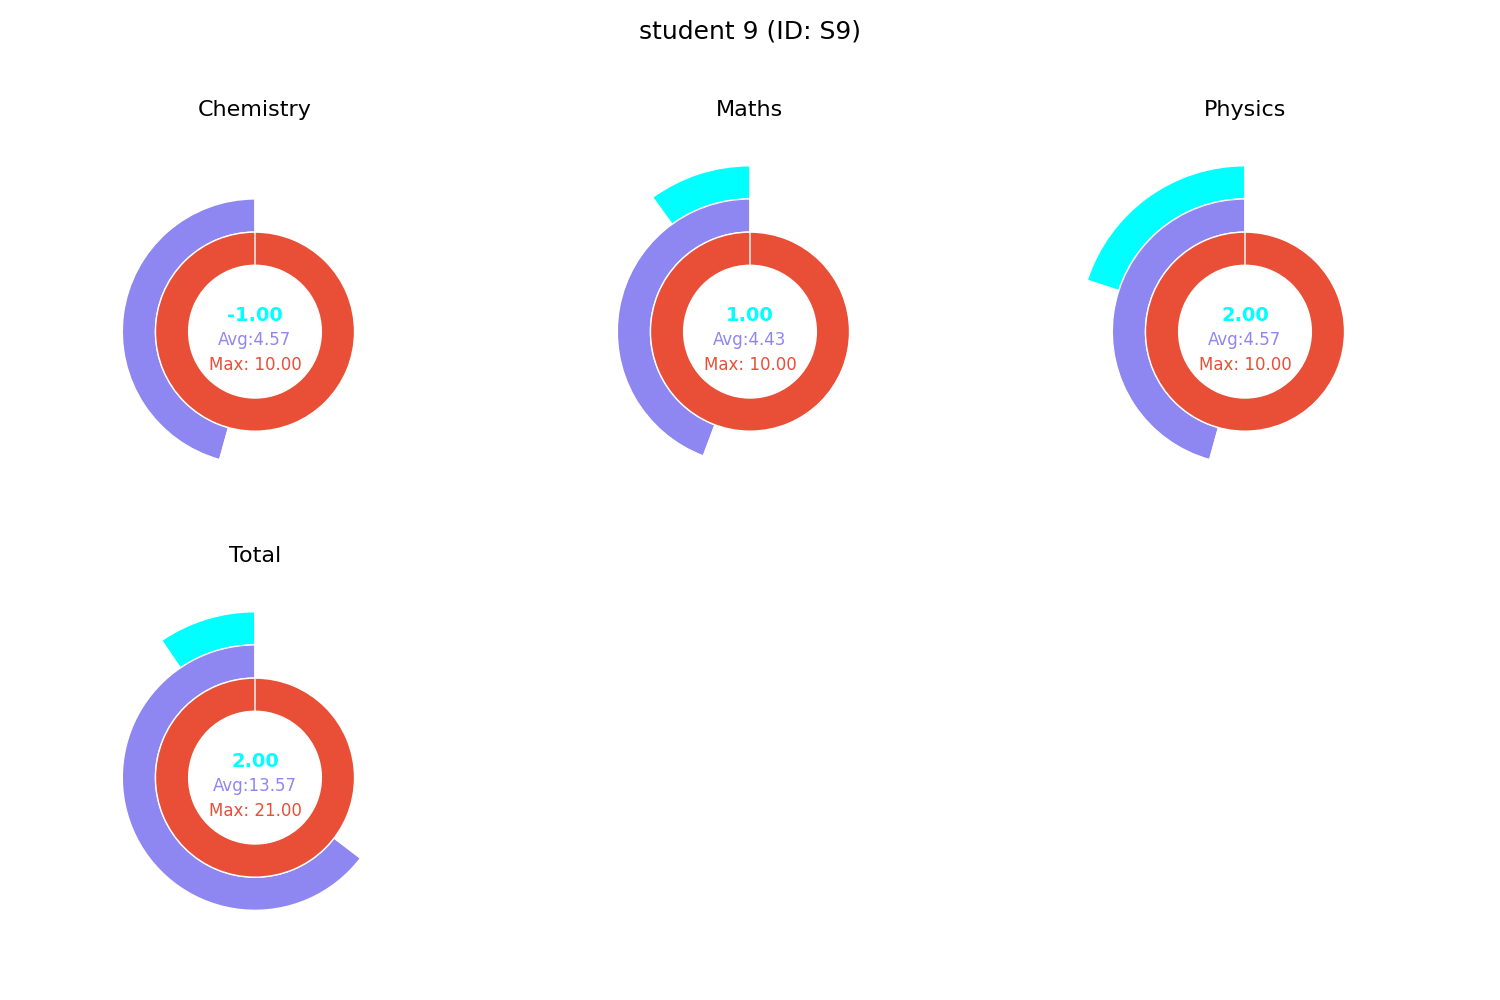 student 9 (ID: S9)
Chemistry
-1.00
Avg:4.57
Max: 10.00
Maths
1.00
Avg:4.43
Max: 10.00
Physics
2.00
Avg:4.57
Max: 10.00
Total
2.00
Avg:13.57
Max: 21.00